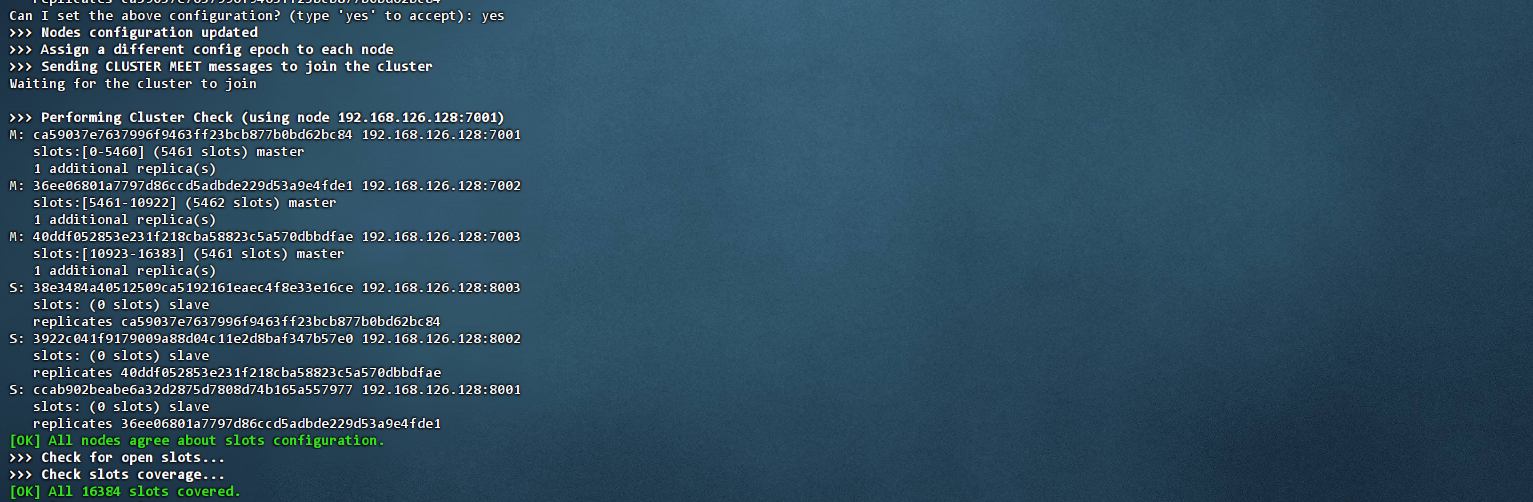 replicates ca59037e7637996f9463ff23bcb877b0bd62bc84
Can I set the above configuration? (type 'yes' to accept): yes
>>> Nodes configuration updated
>>> Assign a different config epoch to each node
>>> Sending CLUSTER MEET messages to join the cluster
Waiting for the cluster to join
>>> Performing Cluster Check (using node 192.168.126.128:7001)
M: ca59037e7637996f9463ff23bcb877b0bd62bc84 192.168.126.128:7001
slots:[0-5460] (5461 slots) master
1 additional replica(s)
M: 36ee06801a7797d86ccd5adbde229d53a9e4fde1 192.168.126.128:7002
slots:[5461-10922] (5462 slots) master
1 additional replica(s)
M: 40ddf052853e231f218cba58823c5a570dbbdfae 192.168.126.128:7003
slots:[10923-16383] (5461 slots) master
1 additional replica(s)
S: 38e3484a40512509ca5192161eaec4f8e33e16ce 192.168.126.128:8003
slots: (0 slots) slave
replicates ca59037e7637996f9463ff23bcb877b0bd62bc84
S: 3922c041f9179009a88d04c11e2d8baf347b57e0 192.168.126.128:8002
slots: (0 slots) slave
replicates 40ddf052853e231f218cba58823c5a570dbbdfae
S: ccab902beabe6a32d2875d7808d74b165a557977 192.168.126.128:8001
slots: (0 slots) slave
replicates 36ee06801a7797d86ccd5adbde229d53a9e4fde1
[OK] All nodes agree about slots configuration.
>>> Check for open slots...
>>> Check slots coverage...
[OK] All 16384 slots covered.